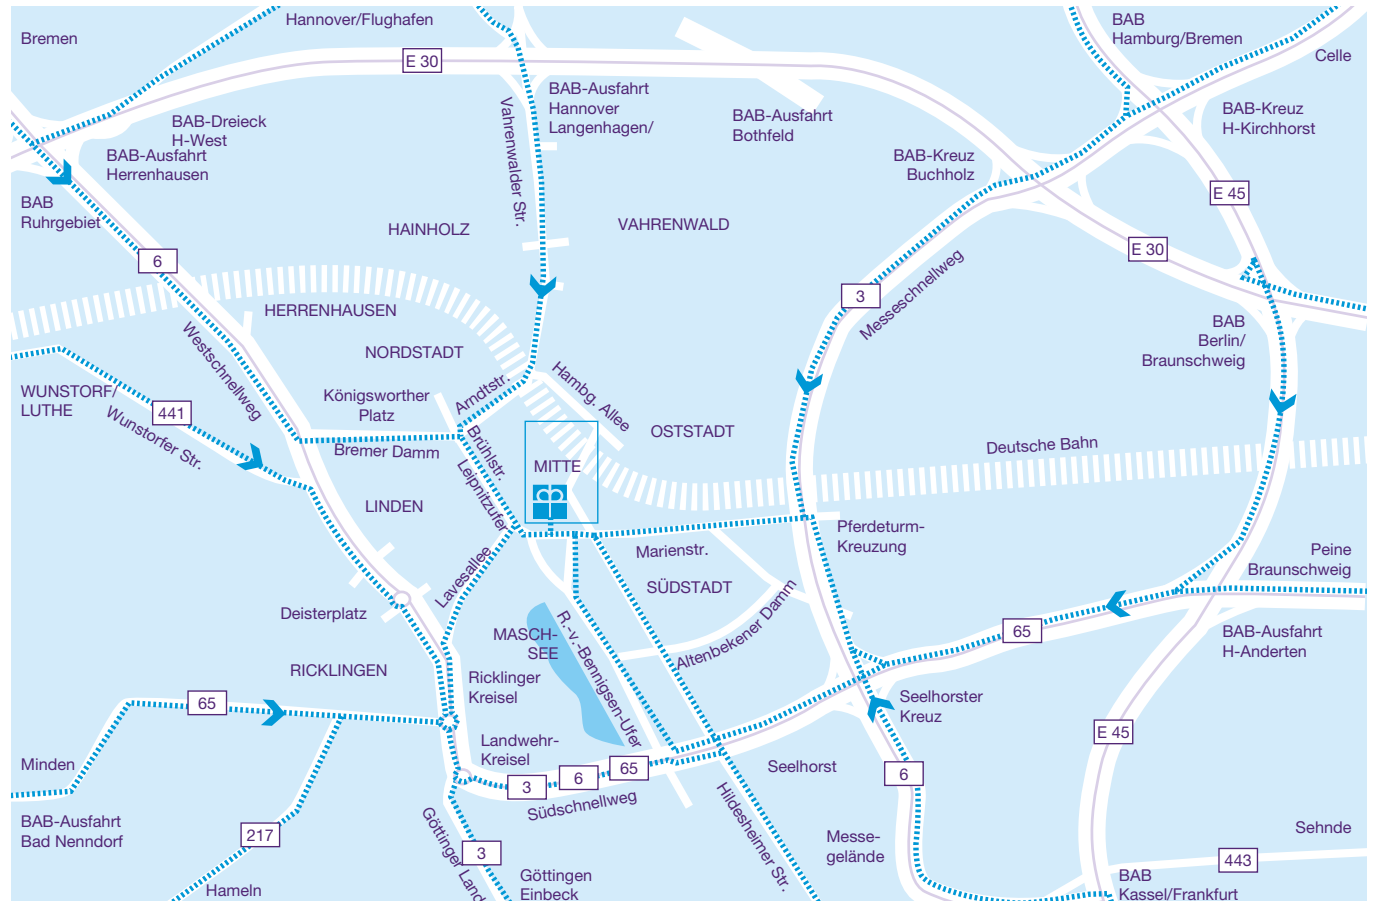 Hannover/Flughafen
Bremen
BAB
Hamburg/Bremen
Celle
E 30
BAB-Ausfahrt
Hannover
Langenhagen/
BAB-Ausfahrt
Bothfeld
BAB-Kreuz
H-Kirchhorst
BAB-Dreieck
H-West
BAB-Ausfahrt
Herrenhausen
Vahrenwalder Str.
BAB-Kreuz
Buchholz
BAB
Ruhrgebiet
E 45
HAINHOLZ
VAHRENWALD
E 30
6
3
Messeschnellweg
HERRENHAUSEN
BAB
Berlin/
Braunschweig
Westschnellweg
NORDSTADT
WUNSTORF/
LUTHE
441
Wunstorfer Str.
Königsworther
Platz
Arndtstr.
Hambg. Allee
Bremer Damm
Brühlstr.
Leipnitzufer
OSTSTADT
MITTE
Deutsche Bahn
LINDEN
Marienstr.
Pferdeturm-
Kreuzung
Lavesallee
SÜDSTADT
Peine
Braunschweig
Deisterplatz
MASCH-
SEE
R.-v.-Bennigsen-Ufer
Altenbekener Damm
65
BAB-Ausfahrt
H-Anderten
RICKLINGEN
Ricklinger
Kreisel
65
Seelhorster
Kreuz
E 45
Landwehr-
Kreisel
3
6
65
Südschnellweg
Seelhorst
6
Minden
Hildesheimer Str.
BAB-Ausfahrt
Bad Nenndorf
217
Göttinger Land
3
Messe-
gelände
Sehnde
443
Hameln
Göttingen
Einbeck
BAB
Kassel/Frankfurt